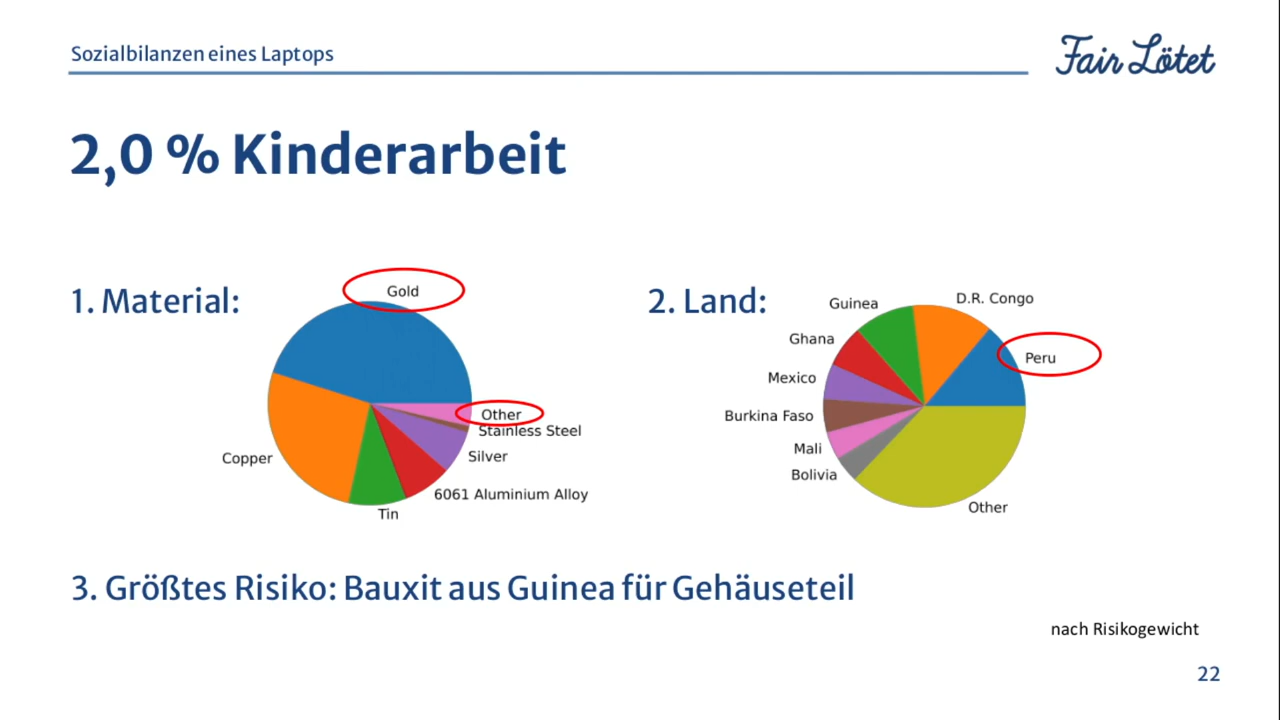 Sozialbilanzen eines Laptops
Fair Lötet
2,0 % Kinderarbeit
1. Material:
Gold
Other
Stainless Steel
Silver
6061 Aluminium Alloy
Tin
Copper
2. Land:
D.R. Congo
Peru
Guinea
Ghana
Mexico
Burkina Faso
Mali
Bolivia
Other
3. Größtes Risiko: Bauxit aus Guinea für Gehäuseteil
nach Risikogewicht
22